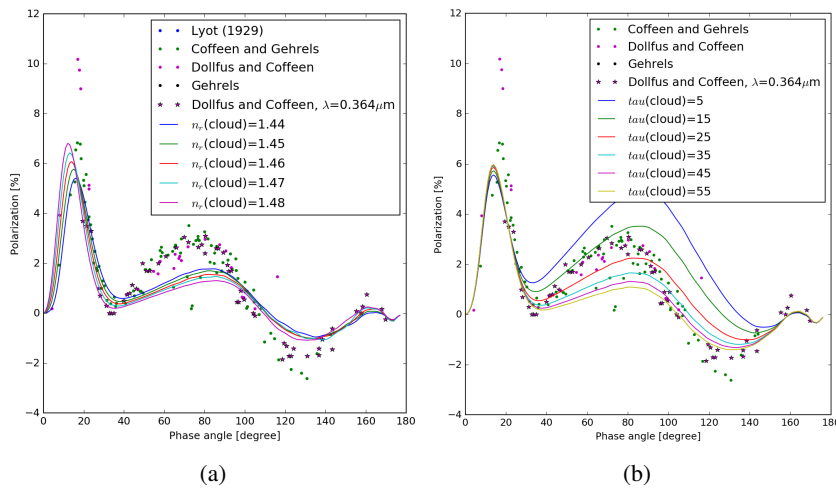 12
10
8
6
4
2
0
−2
−4
Polarization [%]
0 20 40 60 80 100 120 140 160 180
Phase angle [degree]
Lyot (1929)
Coffeen and Gehrels
Dollfus and Coffeen
Gehrels
Dollfus and Coffeen, λ=0.364μm
n_r(cloud)=1.44
n_r(cloud)=1.45
n_r(cloud)=1.46
n_r(cloud)=1.47
n_r(cloud)=1.48
(a)
12
10
8
6
4
2
0
−2
−4
Polarization [%]
0 20 40 60 80 100 120 140 160 180
Phase angle [degree]
Coffeen and Gehrels
Dollfus and Coffeen
Gehrels
Dollfus and Coffeen, λ=0.364μm
tau(cloud)=5
tau(cloud)=15
tau(cloud)=25
tau(cloud)=35
tau(cloud)=45
tau(cloud)=55
(b)